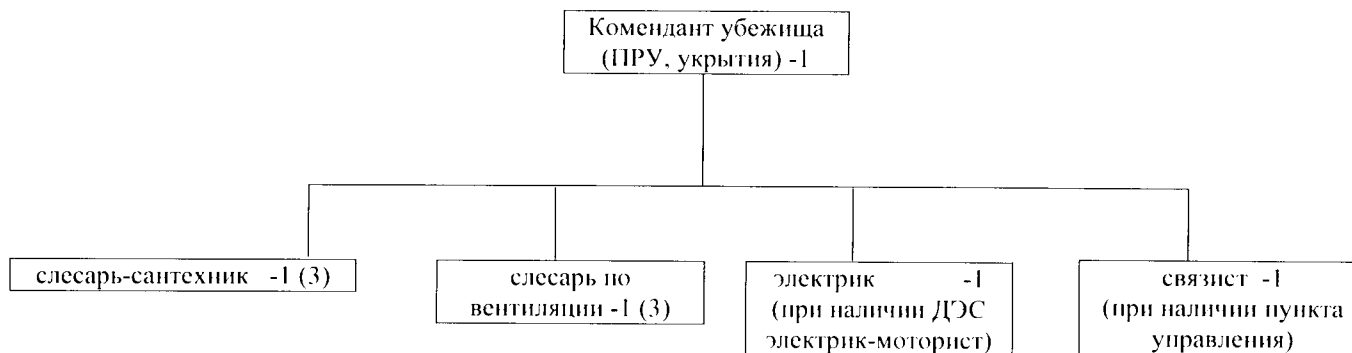 Комендант убежища
(ПРУ, укрытия) -1
слесарь-сантехник -1 (3)
слесарь по
вентиляции -1 (3)
электрик -1
(при наличии ДЭС
электрик-моторист)
связист -1
(при наличии пункта
управления)